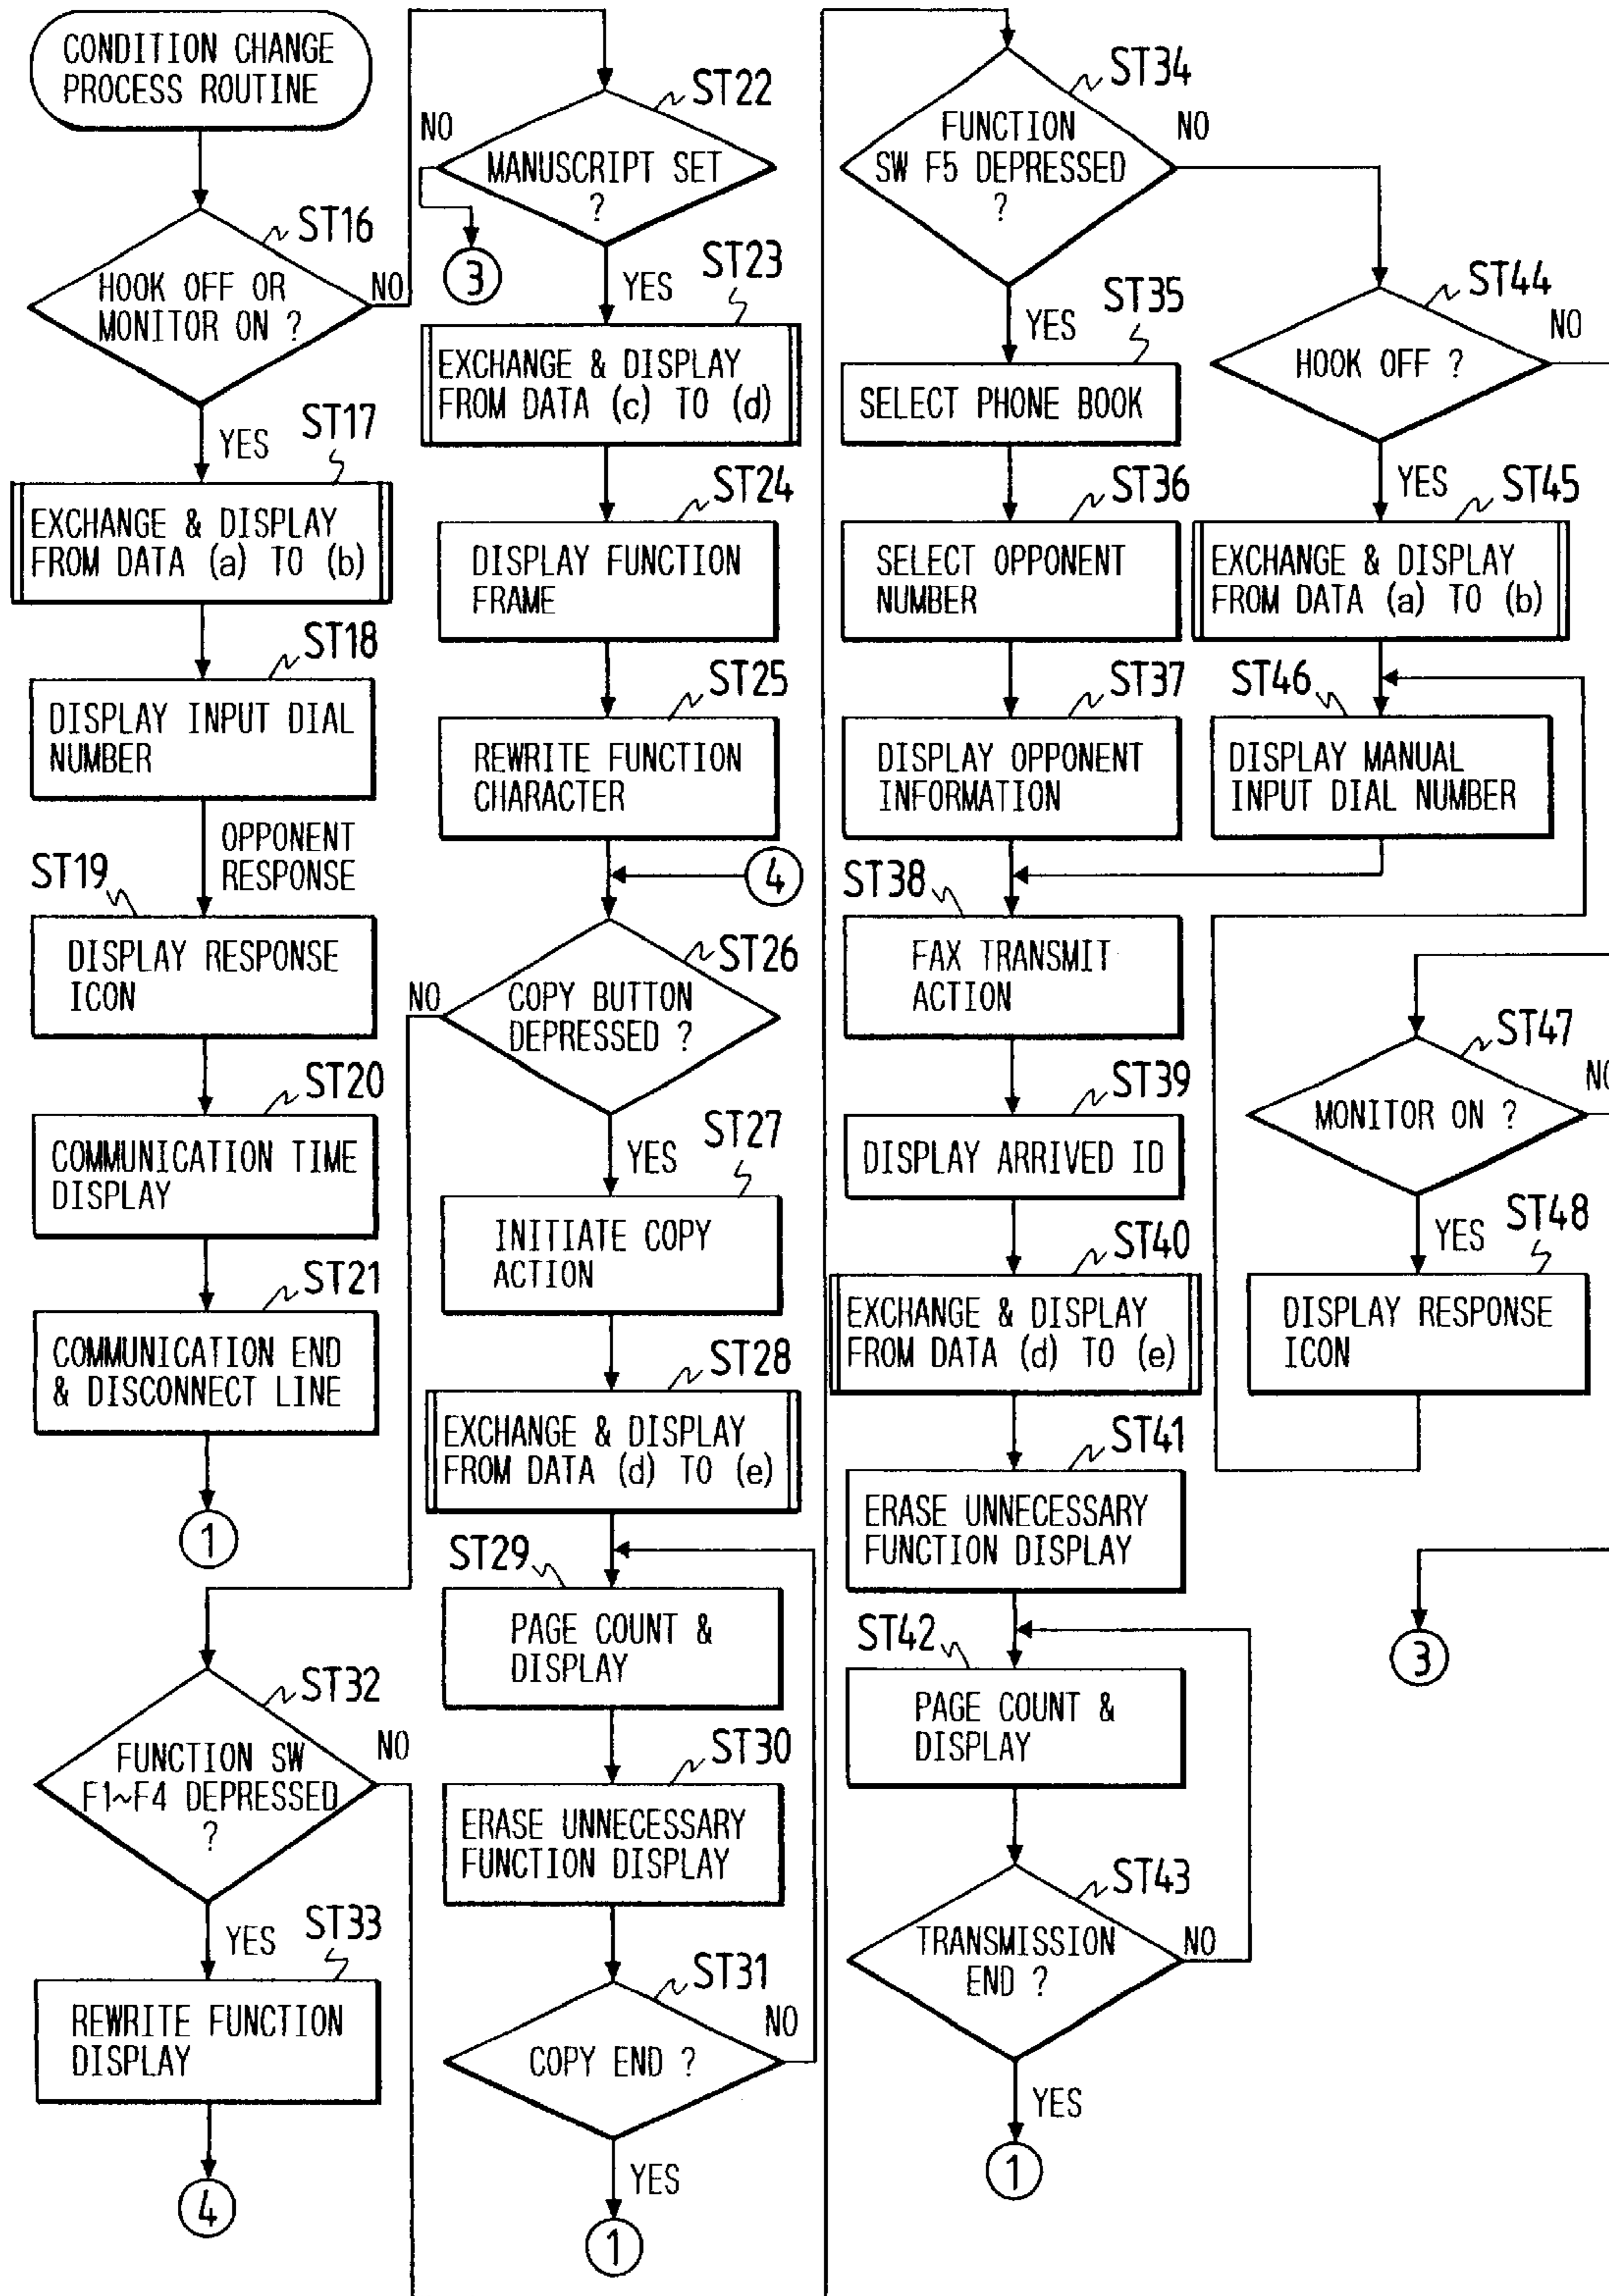 CONDITION CHANGE
PROCESS ROUTINE
ST16
HOOK OFF OR
MONITOR ON ?
NO
YES
ST17
EXCHANGE & DISPLAY
FROM DATA (a) TO (b)
ST18
DISPLAY INPUT DIAL
NUMBER
OPPONENT
RESPONSE
ST19
DISPLAY RESPONSE
ICON
ST20
COMMUNICATION TIME
DISPLAY
ST21
COMMUNICATION END
& DISCONNECT LINE
1
ST32
FUNCTION SW
F1~F4 DEPRESSED
?
NO
YES
ST33
REWRITE FUNCTION
DISPLAY
4
ST22
NO
MANUSCRIPT SET
?
3
YES
ST23
EXCHANGE & DISPLAY
FROM DATA (c) TO (d)
ST24
DISPLAY FUNCTION
FRAME
ST25
REWRITE FUNCTION
CHARACTER
4
ST26
NO
COPY BUTTON
DEPRESSED ?
YES
ST27
INITIATE COPY
ACTION
ST28
EXCHANGE & DISPLAY
FROM DATA (d) TO (e)
ST29
PAGE COUNT &
DISPLAY
ST30
ERASE UNNECESSARY
FUNCTION DISPLAY
ST31
COPY END ?
NO
YES
1
ST34
FUNCTION
SW F5 DEPRESSED
?
NO
YES
ST35
SELECT PHONE BOOK
ST36
SELECT OPPONENT
NUMBER
ST37
DISPLAY OPPONENT
INFORMATION
ST38
FAX TRANSMIT
ACTION
ST39
DISPLAY ARRIVED ID
ST40
EXCHANGE & DISPLAY
FROM DATA (d) TO (e)
ST41
ERASE UNNECESSARY
FUNCTION DISPLAY
ST42
PAGE COUNT &
DISPLAY
ST43
TRANSMISSION
END ?
NO
YES
1
ST44
HOOK OFF ?
NO
YES
ST45
EXCHANGE & DISPLAY
FROM DATA (a) TO (b)
ST46
DISPLAY MANUAL
INPUT DIAL NUMBER
ST47
MONITOR ON ?
NO
YES
ST48
DISPLAY RESPONSE
ICON
3